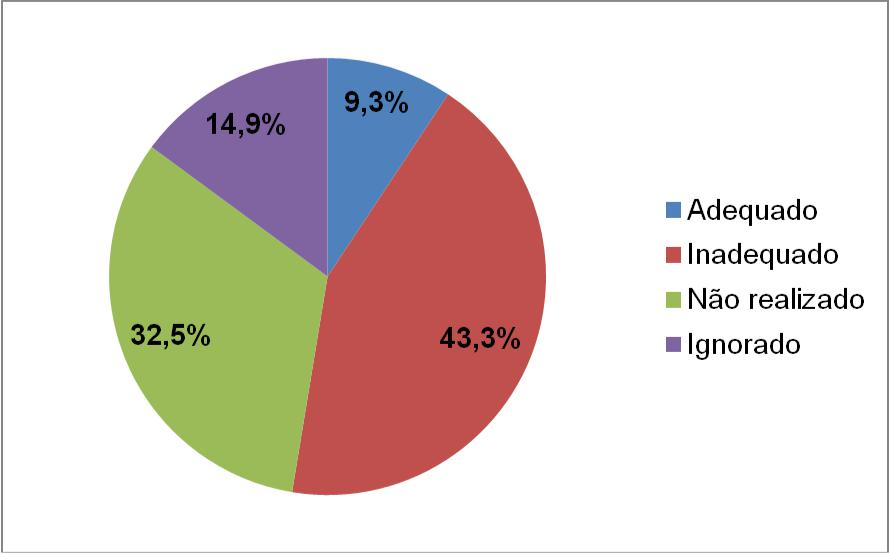 9,3%
14,9%
32,5%
43,3%
Adequado
Inadequado
Não realizado
Ignorado